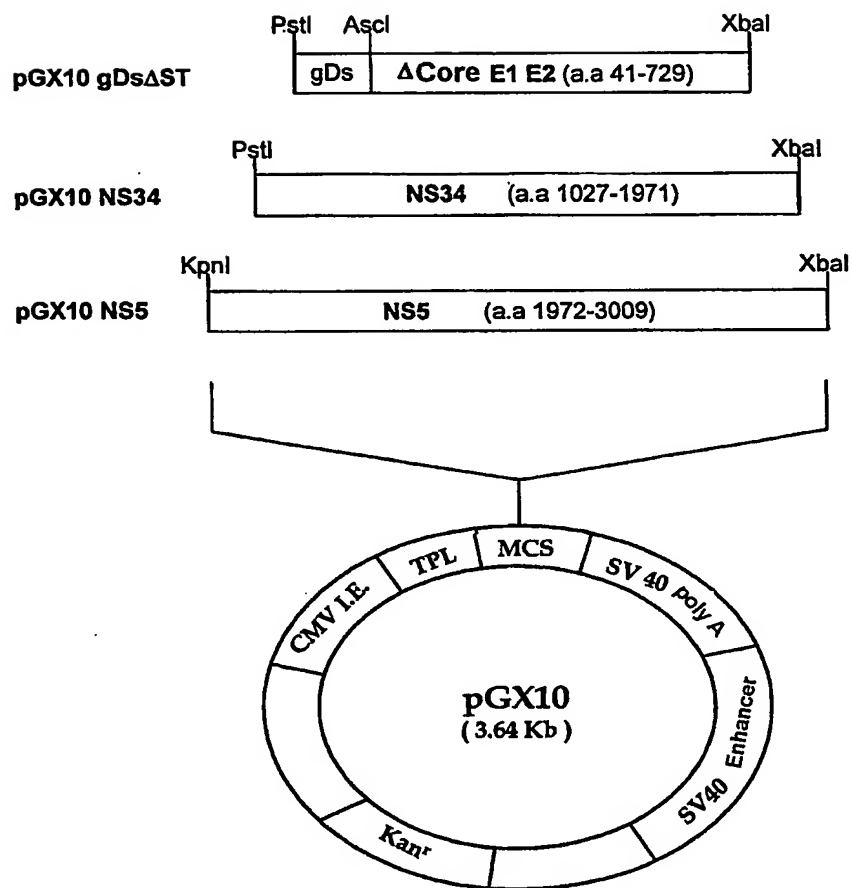 PstI AscI XbaI
pGX10 gDsΔST gDs ΔCore E1 E2 (a.a 41-729)
PstI XbaI
pGX10 NS34 NS34 (a.a 1027-1971)
KpnI XbaI
pGX10 NS5 NS5 (a.a 1972-3009)
CMV I.E.
TPL
MCS
SV 40 poly A
SV40 Enhancer
Kanʳ
pGX10
( 3.64 Kb )